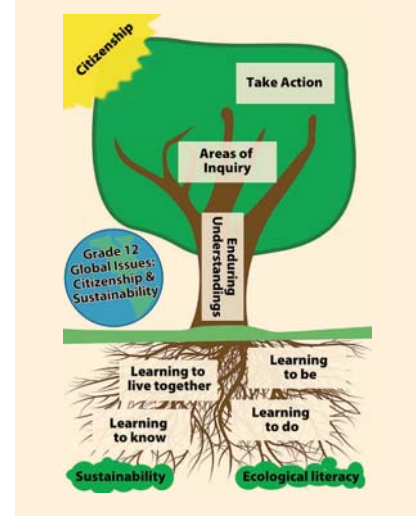 Citizenship
Take Action
Areas of
Inquiry
Enduring
Understandings
Grade 12
Global Issues:
Citizenship &
Sustainability
Learning to
live together
Learning
to be
Learning
to know
Learning
to do
Sustainability
Ecological literacy